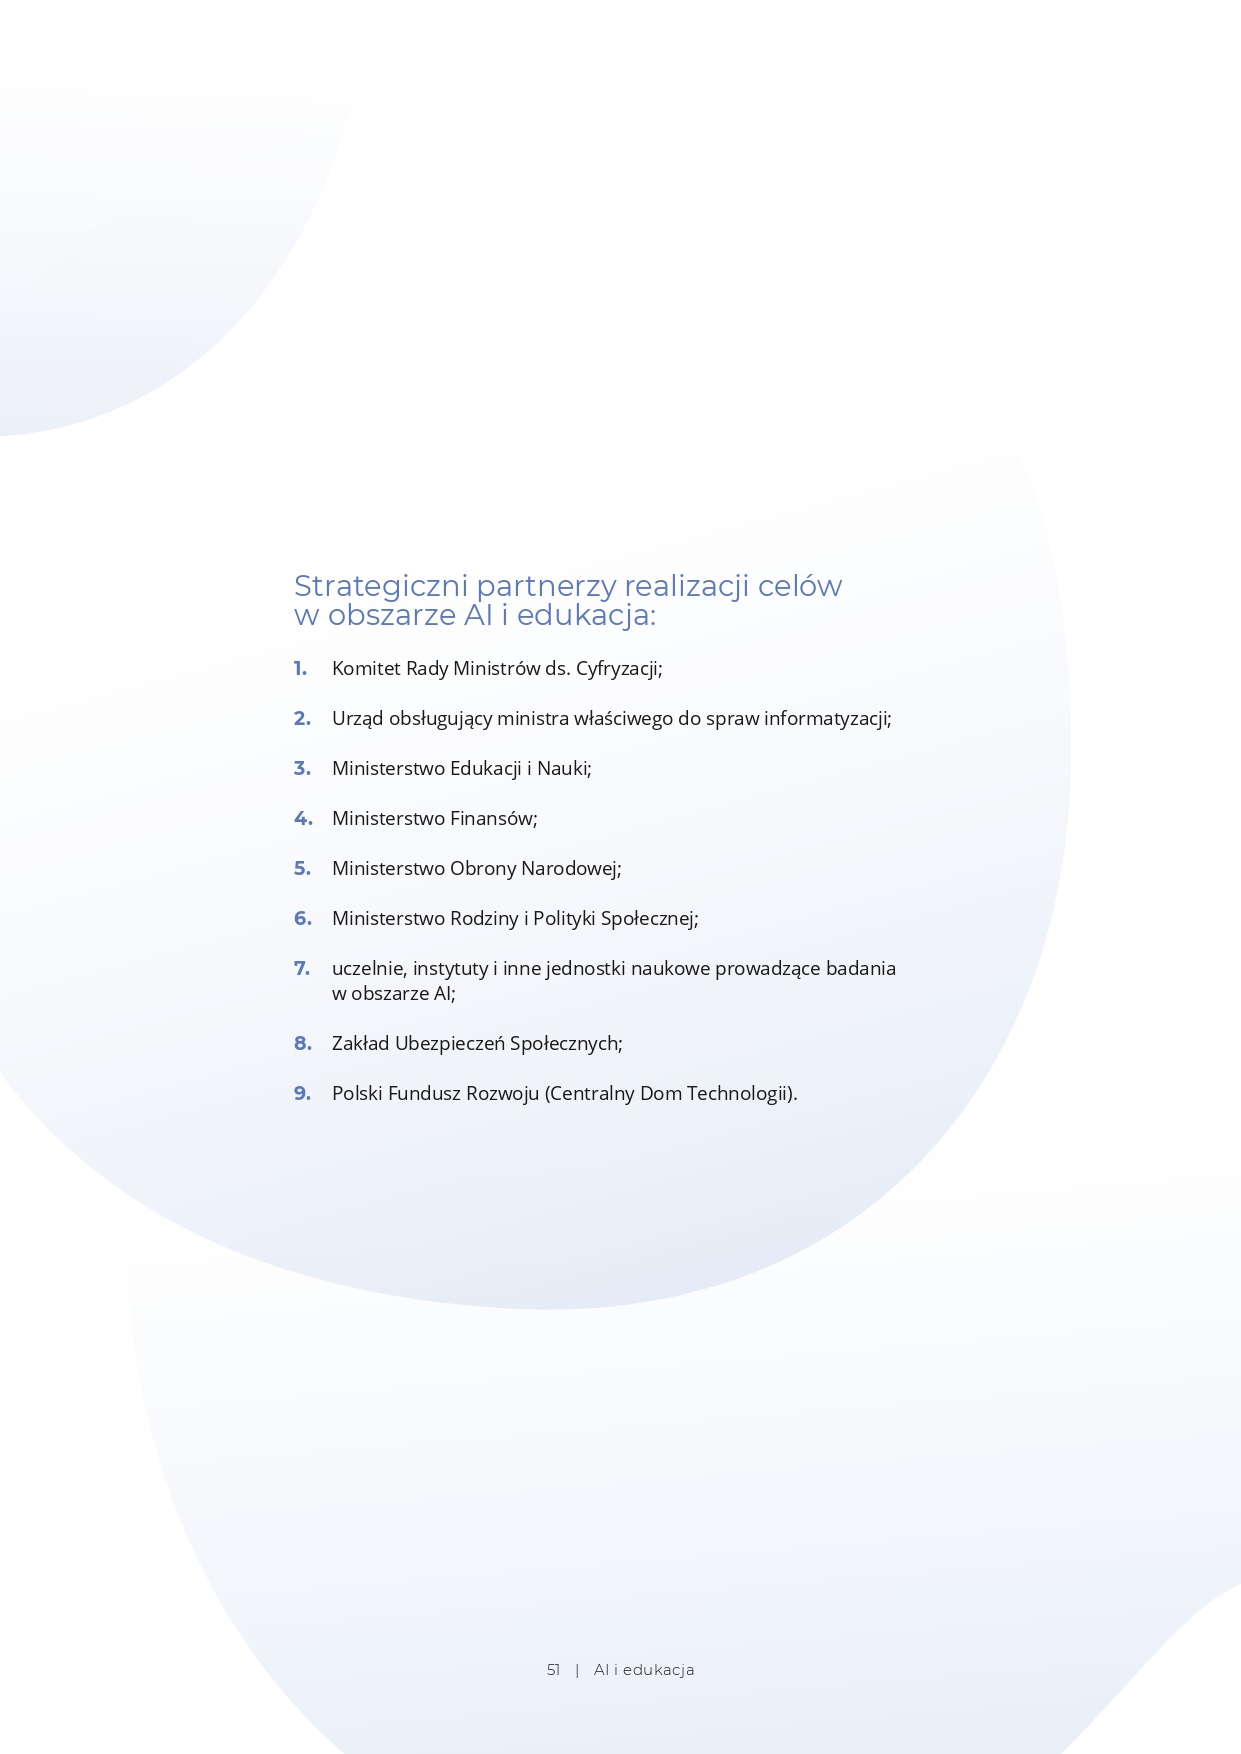 Strategiczni partnerzy realizacji celów
w obszarze AI i edukacja:
1. Komitet Rady Ministrów ds. Cyfryzacji;
2. Urząd obsługujący ministra właściwego do spraw informatyzacji;
3. Ministerstwo Edukacji i Nauki;
4. Ministerstwo Finansów;
5. Ministerstwo Obrony Narodowej;
6. Ministerstwo Rodziny i Polityki Społecznej;
7. uczelnie, instytuty i inne jednostki naukowe prowadzące badania
w obszarze AI;
8. Zakład Ubezpieczeń Społecznych;
9. Polski Fundusz Rozwoju (Centralny Dom Technologii).
51 | AI i edukacja